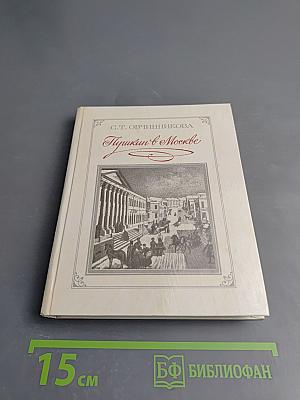 С.Т. ОВЧИННИКОВА
Пушкин в Москве
15 см
БФ БИБЛИОФАН